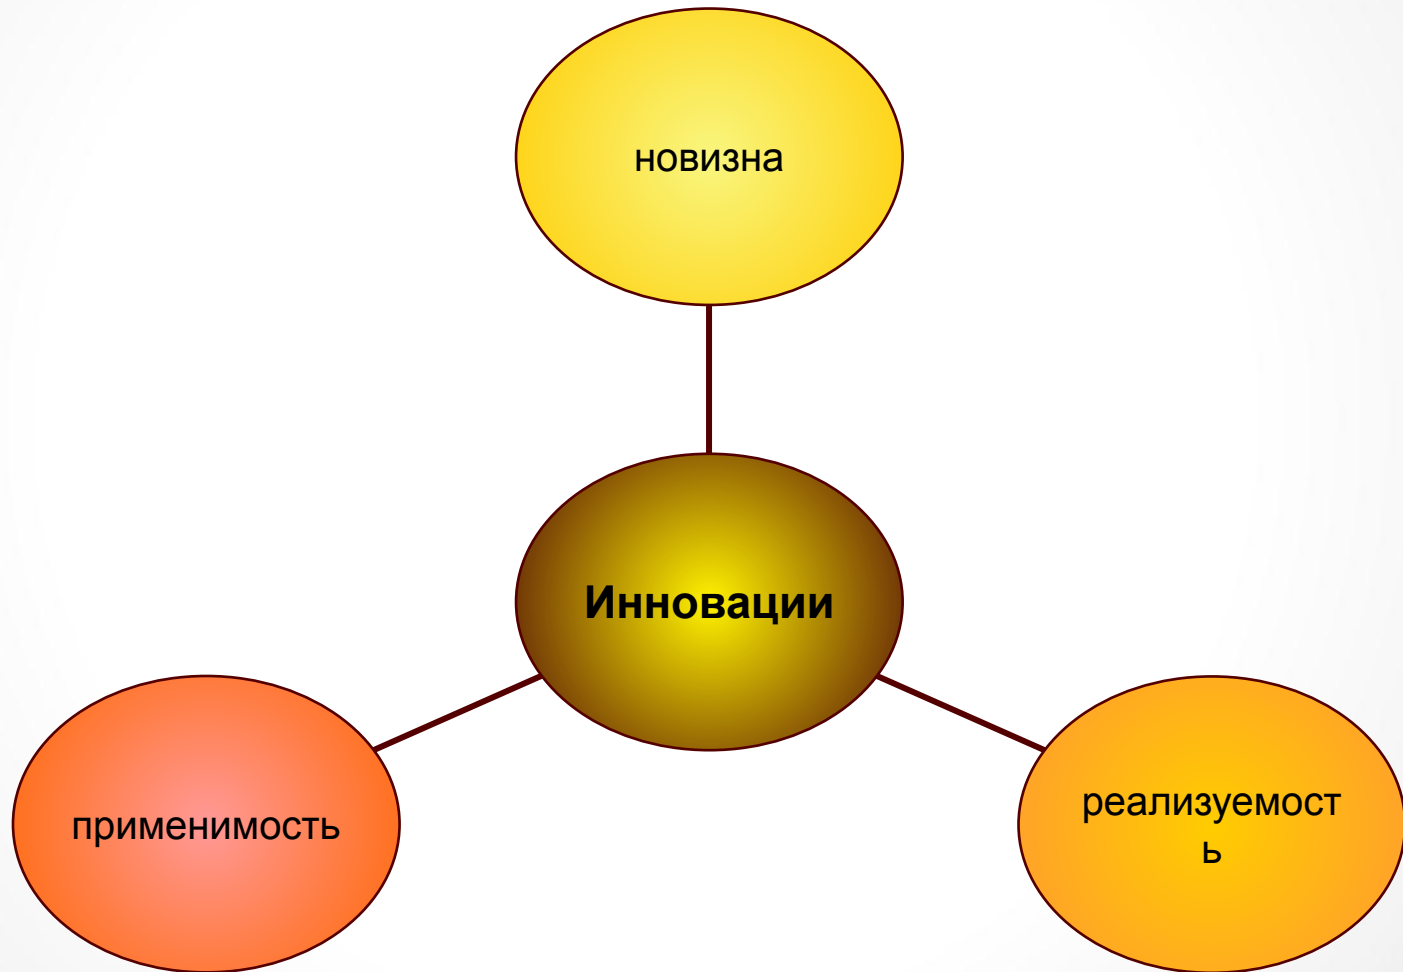 новизна
Инновации
применимость
реализуемост
ь